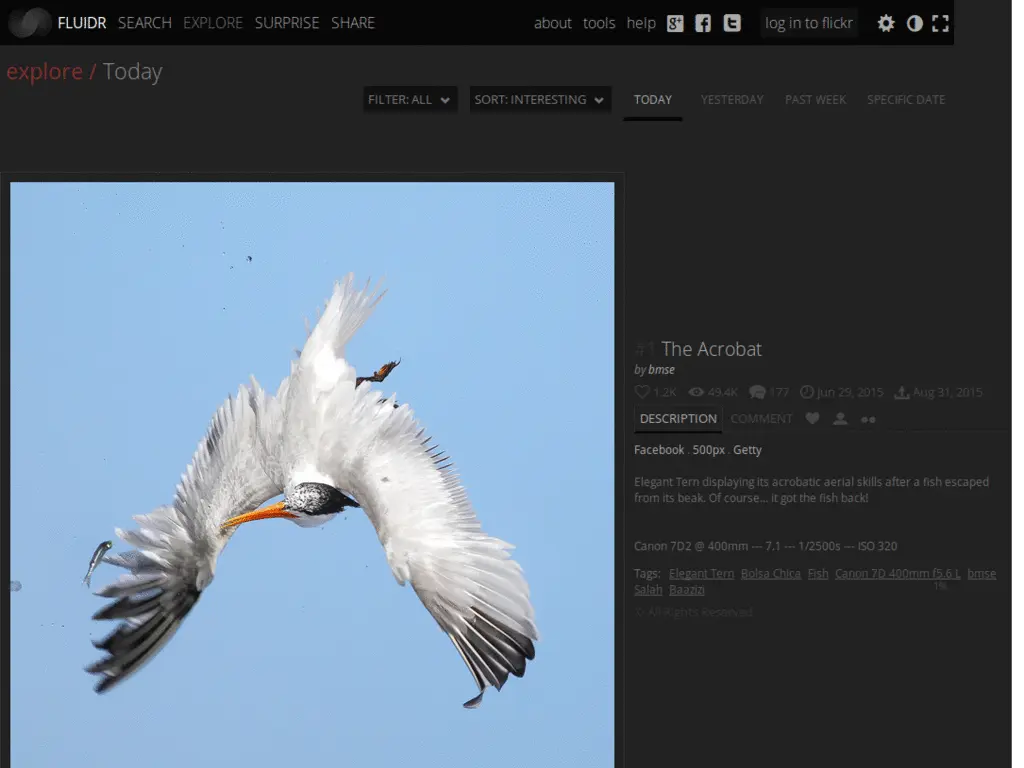 FLUIDR SEARCH EXPLORE SURPRISE SHARE about tools help g+ f t log in to flickr
explore / Today
FILTER: ALL SORT: INTERESTING TODAY YESTERDAY PAST WEEK SPECIFIC DATE
#1 The Acrobat
by bmse
1.2K 49.4K 177 Jun 29, 2015 Aug 31, 2015
DESCRIPTION COMMENT
Facebook . 500px . Getty
Elegant Tern displaying its acrobatic aerial skills after a fish escaped
from its beak. Of course... it got the fish back!
Canon 7D2 @ 400mm --- 7.1 --- 1/2500s --- ISO 320
Tags: Elegant Tern Bolsa Chica Fish Canon 7D 400mm f5.6 L bmse
Salah Baazizi
1%
© All Rights Reserved